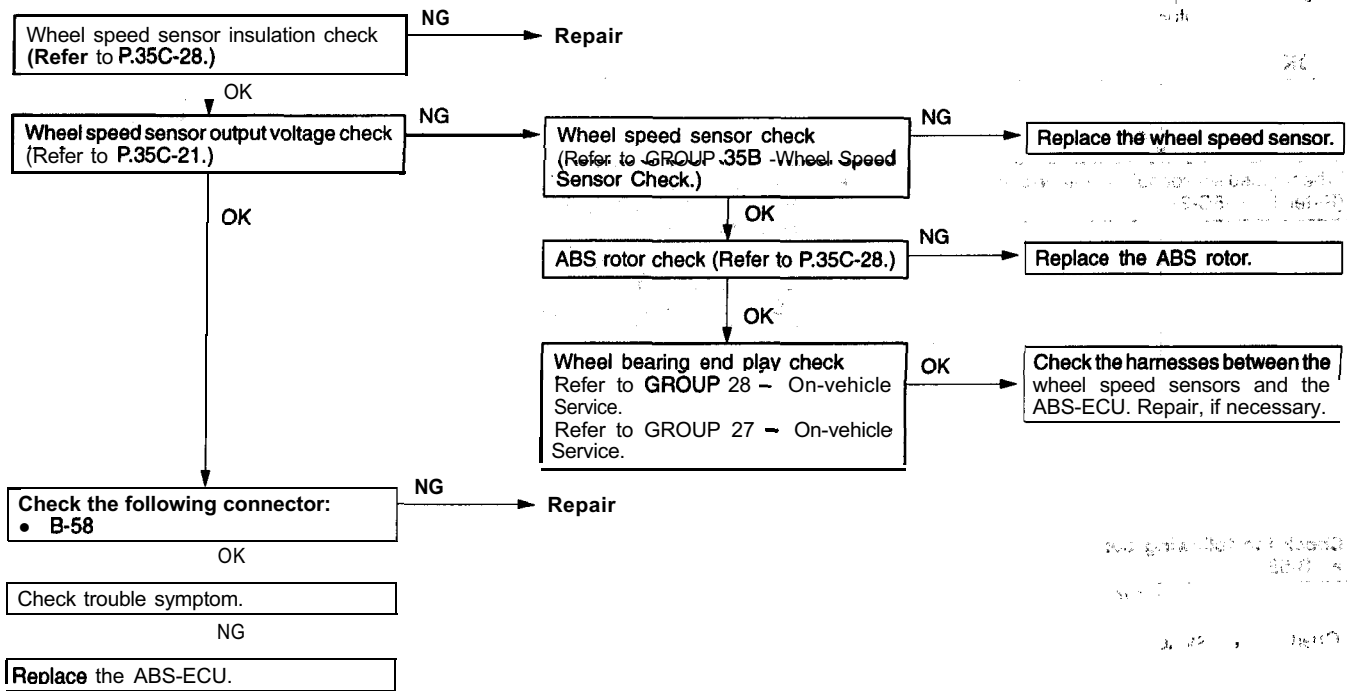 Wheel speed sensor insulation check
(Refer to P.35C-28.)
NG
Repair
OK
Wheel speed sensor output voltage check
(Refer to P.35C-21.)
NG
Wheel speed sensor check
(Refer to GROUP 35B -Wheel Speed
Sensor Check.)
NG
Replace the wheel speed sensor.
OK
OK
ABS rotor check (Refer to P.35C-28.)
NG
Replace the ABS rotor.
OK
Wheel bearing end play check
Refer to GROUP 28 – On-vehicle
Service.
Refer to GROUP 27 – On-vehicle
Service.
OK
Check the harnesses between the
wheel speed sensors and the
ABS-ECU. Repair, if necessary.
Check the following connector:
• B-58
NG
Repair
OK
Check trouble symptom.
NG
Replace the ABS-ECU.